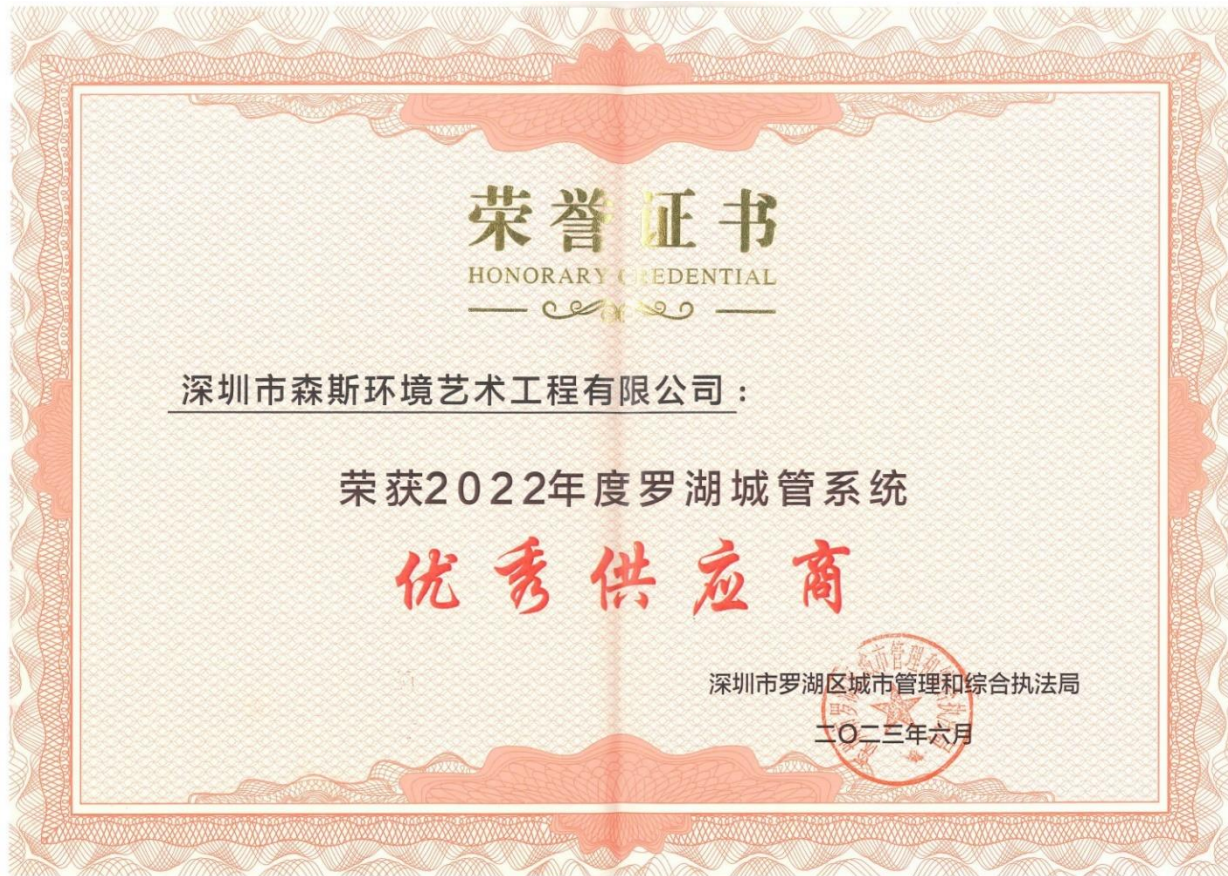 荣誉证书
HONORARY CREDENTIAL
深圳市森斯环境艺术工程有限公司:
荣获2022年度罗湖城管系统
优秀供应商
深圳市罗湖区城市管理和综合执法局
二〇二三年六月